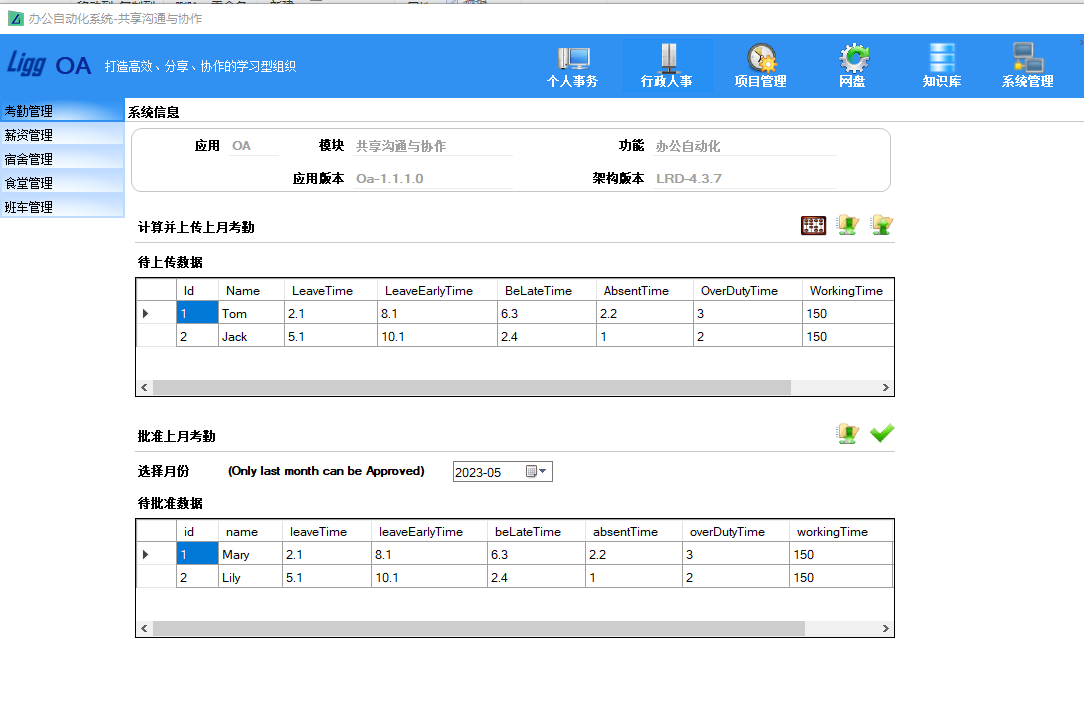 办公自动化系统-共享沟通与协作
Ligg OA 打造高效、分享、协作的学习型组织
个人事务 行政人事 项目管理 网盘 知识库 系统管理
考勤管理
薪资管理
宿舍管理
食堂管理
班车管理
系统信息
应用 OA 模块 共享沟通与协作 功能 办公自动化
应用版本 Oa-1.1.1.0 架构版本 LRD-4.3.7
计算并上传上月考勤
待上传数据
Id Name LeaveTime LeaveEarlyTime BeLateTime AbsentTime OverDutyTime WorkingTime
1 Tom 2.1 8.1 6.3 2.2 3 150
2 Jack 5.1 10.1 2.4 1 2 150
批准上月考勤
选择月份 (Only last month can be Approved) 2023-05
待批准数据
id name leaveTime leaveEarlyTime beLateTime absentTime overDutyTime workingTime
1 Mary 2.1 8.1 6.3 2.2 3 150
2 Lily 5.1 10.1 2.4 1 2 150